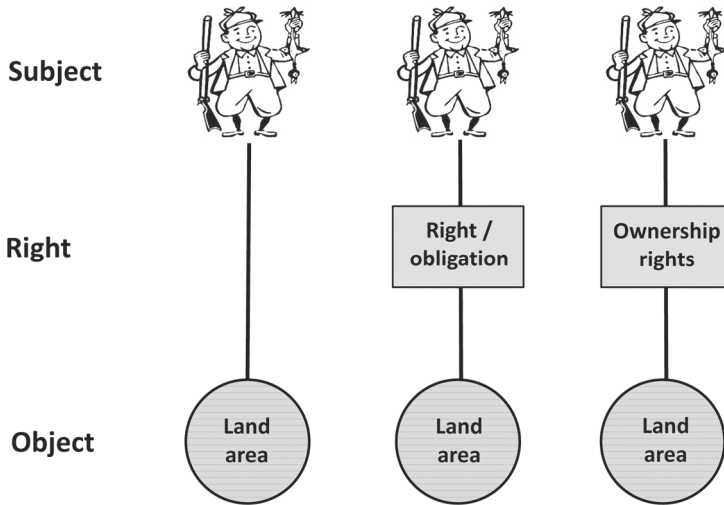 Subject
Right
Right /
obligation
Ownership
rights
Object
Land
area
Land
area
Land
area